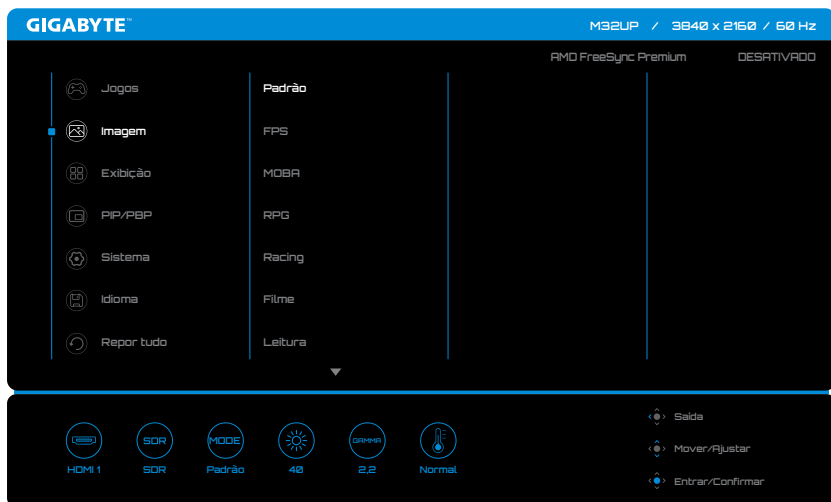 GIGABYTE™
M32UP / 3840 x 2160 / 60 Hz
AMD FreeSync Premium DESATIVADO
Jogos Padrão
Imagem FPS
Exibição MOBA
PIP/PBP RPG
Sistema Racing
Idioma Filme
Repor tudo Leitura
Saída
SDR MODE GAMMA
Mover/Ajustar
HDMI 1 SDR Padrão 40 2,2 Normal
Entrar/Confirmar